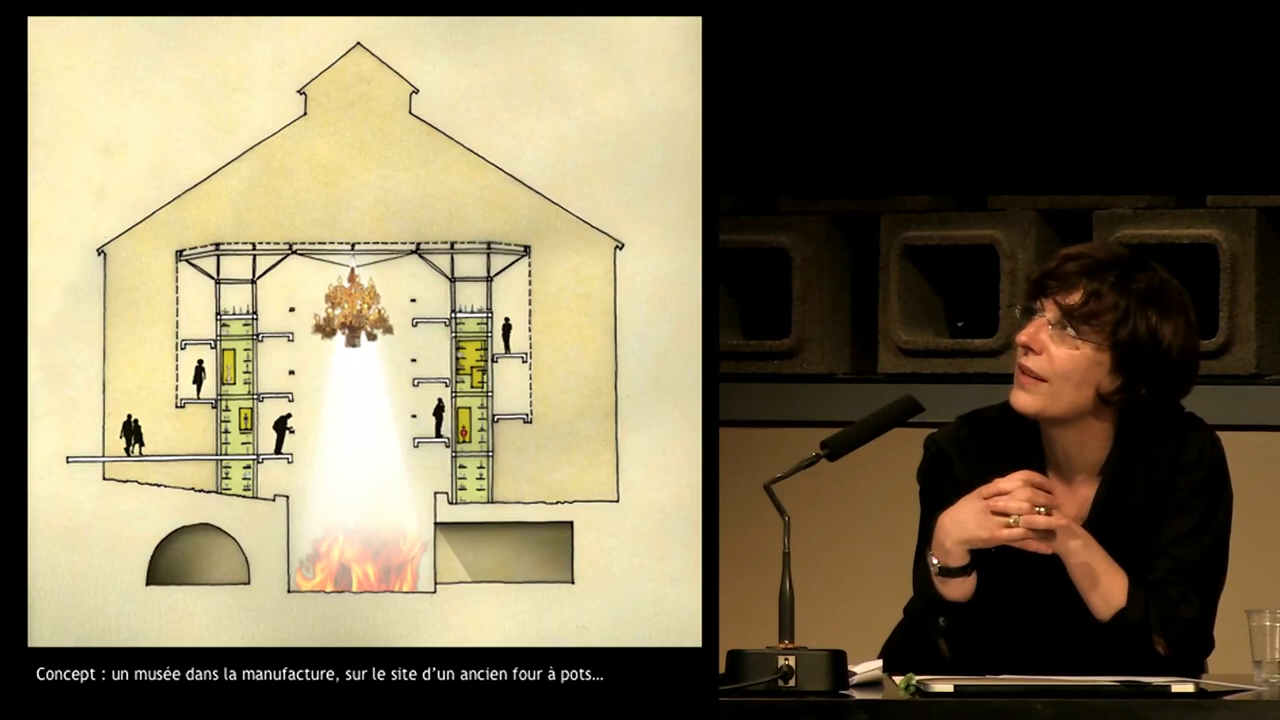 Concept : un musée dans la manufacture, sur le site d'un ancien four à pots...